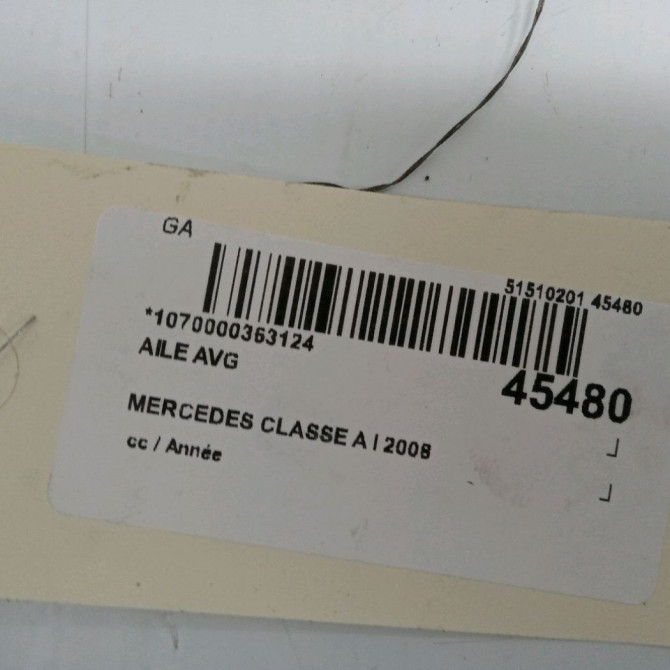 GA
51510201 45480
*1070000363124
AILE AVG
45480
MERCEDES CLASSE A I 2008
cc / Année